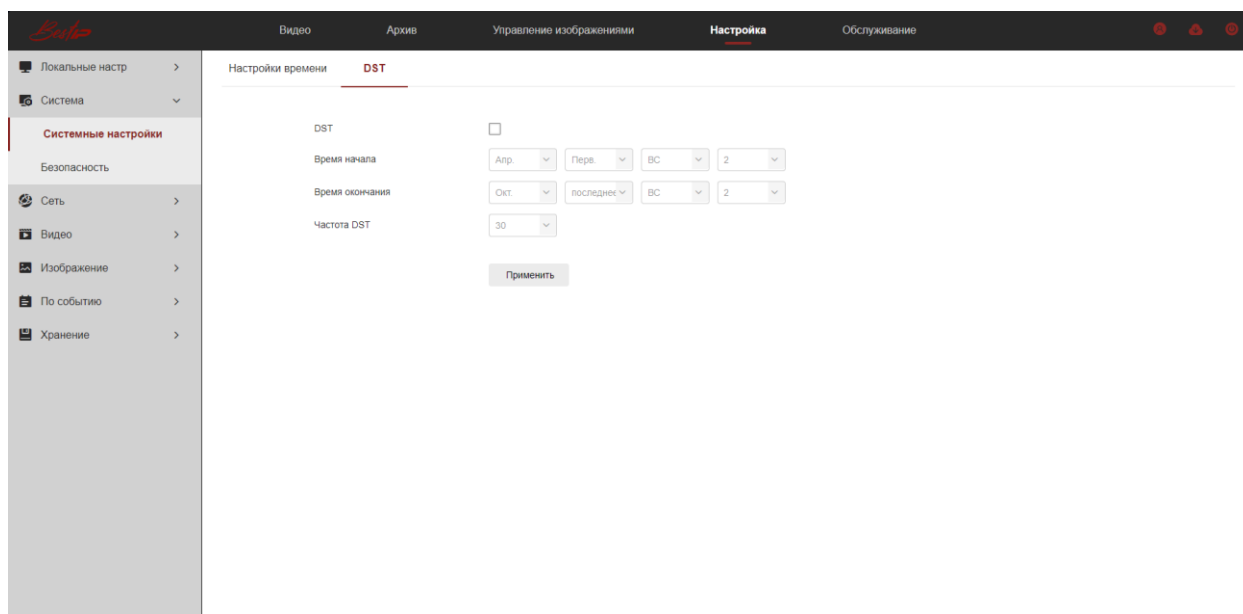 Видео Архив Управление изображениями Настройка Обслуживание
Локальные настр
Система
Системные настройки
Безопасность
Сеть
Видео
Изображение
По событию
Хранение
Настройки времени DST
DST
Время начала Апр. Перв. ВС 2
Время окончания Окт. последнее ВС 2
Частота DST 30
Применить